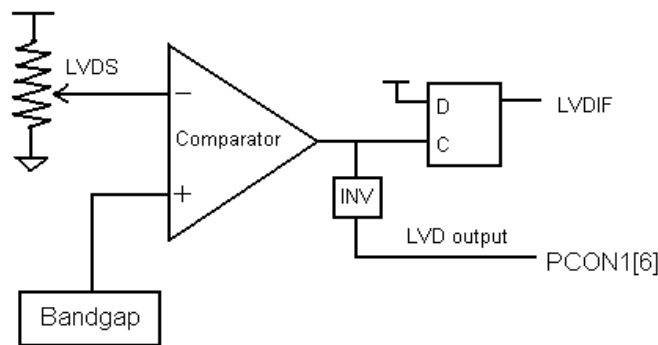 LVDS
−
Comparator
+
D
LVDIF
C
INV
LVD output
PCON1[6]
Bandgap